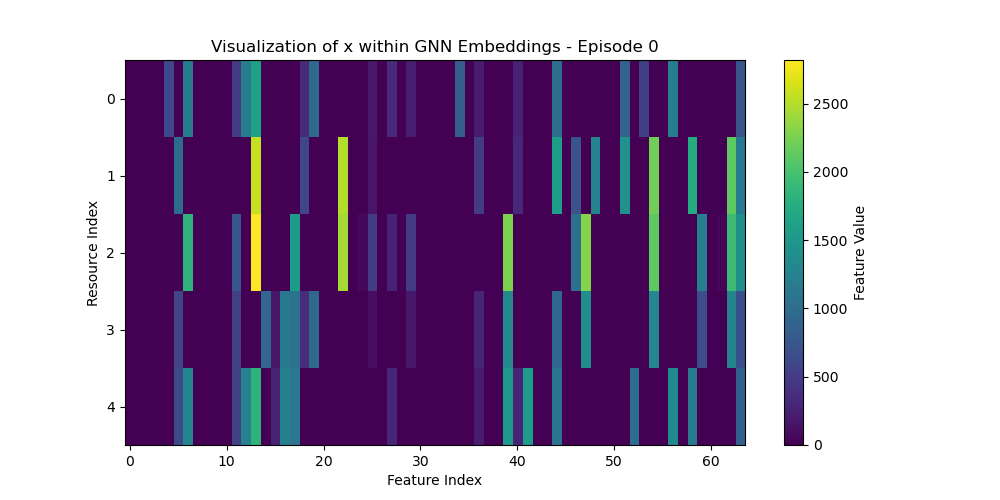 Visualization of x within GNN Embeddings - Episode 0
Resource Index
0
1
2
3
4
0 10 20 30 40 50 60
Feature Index
2500
2000
1500
1000
500
0
Feature Value